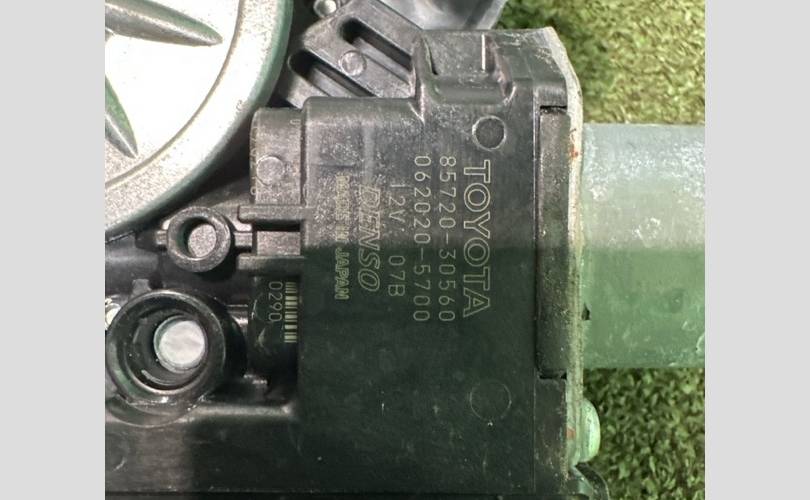 TOYOTA
85720-30560
062020-5700
12V 07B
DENSO
MADE IN JAPAN
0290